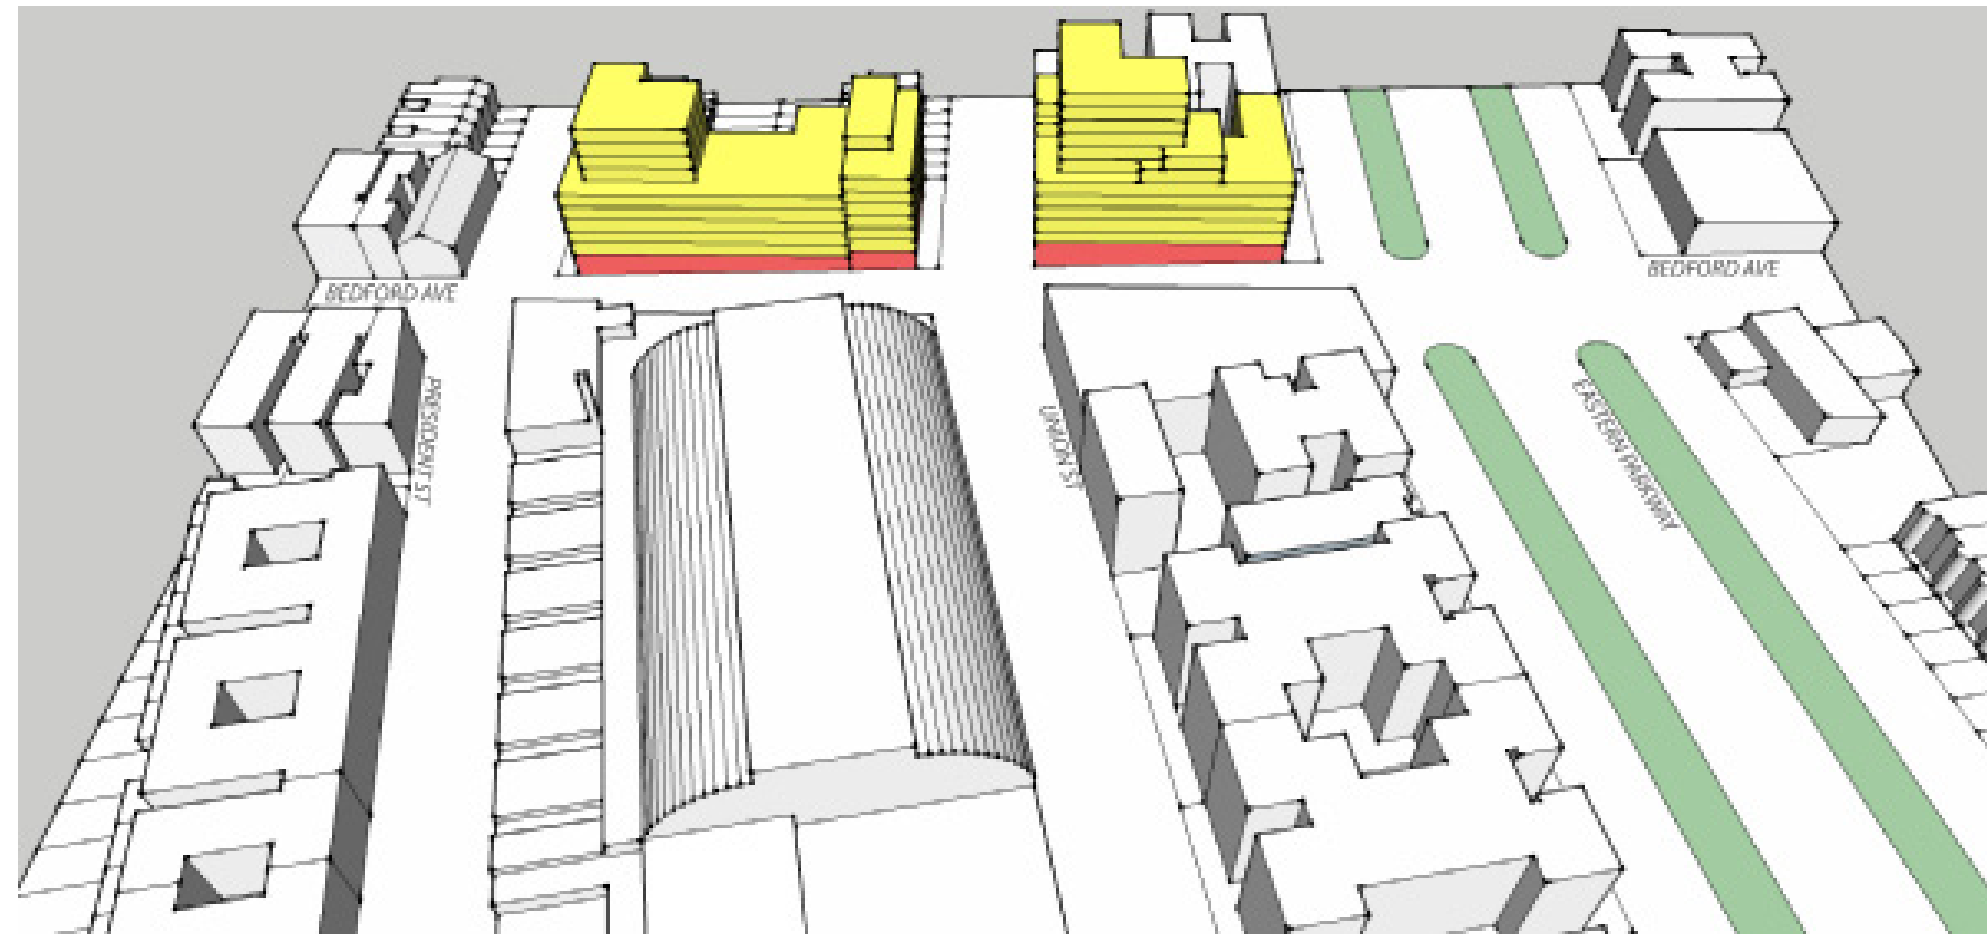 BEDFORD AVE
BEDFORD AVE
PRESIDENT ST
UNION ST
EASTERN PARKWAY